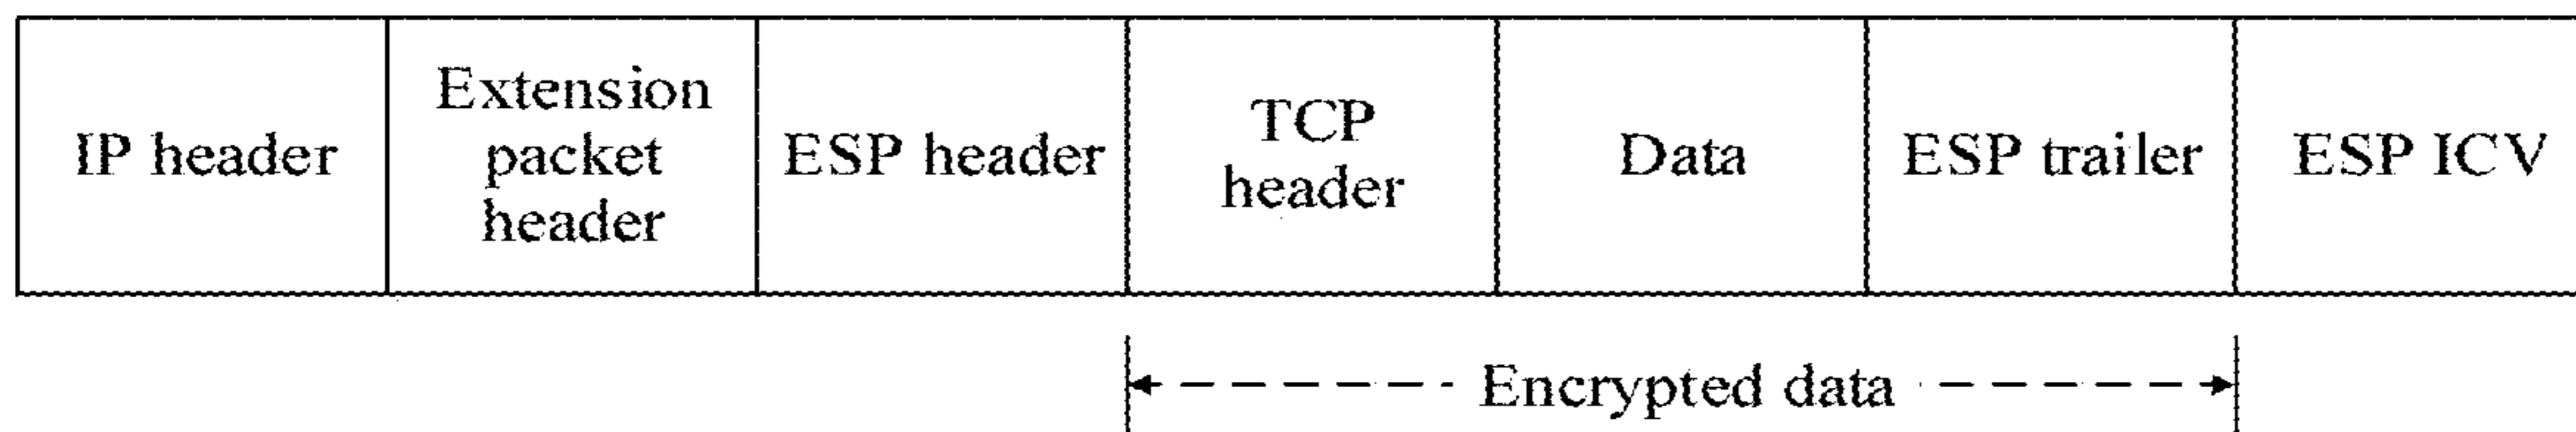 IP header
Extension
packet
header
ESP header
TCP
header
Data
ESP trailer
ESP ICV
Encrypted data